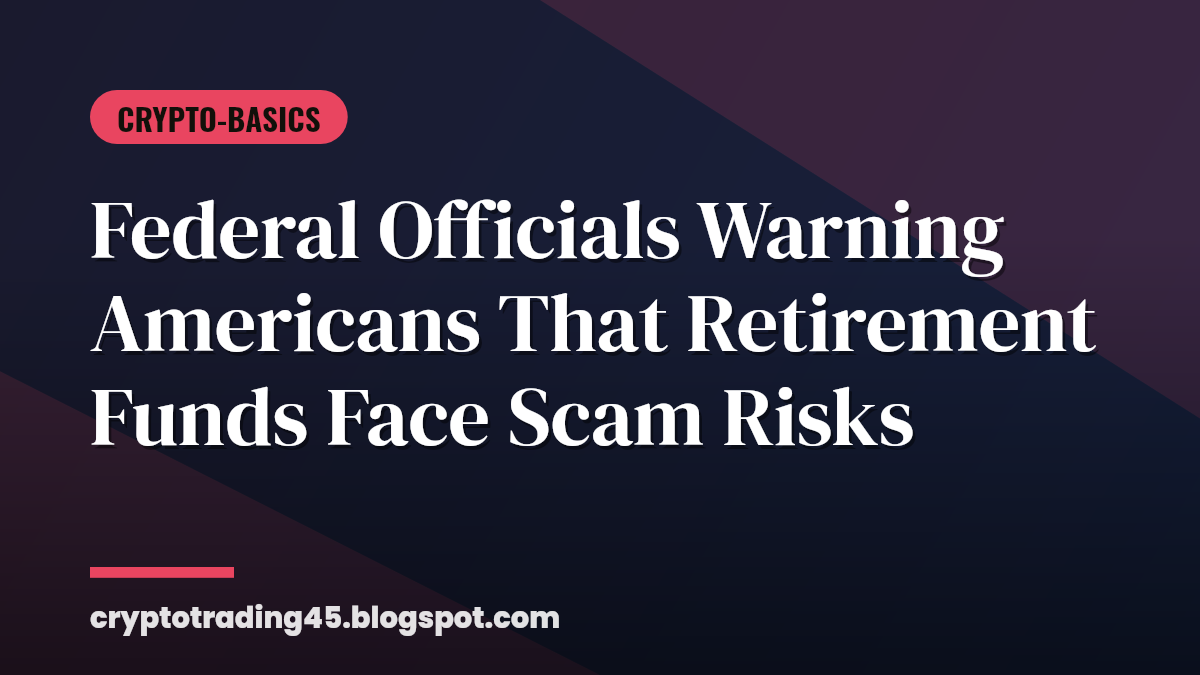 CRYPTO-BASICS
Federal Officials Warning
Americans That Retirement
Funds Face Scam Risks
cryptotrading45.blogspot.com